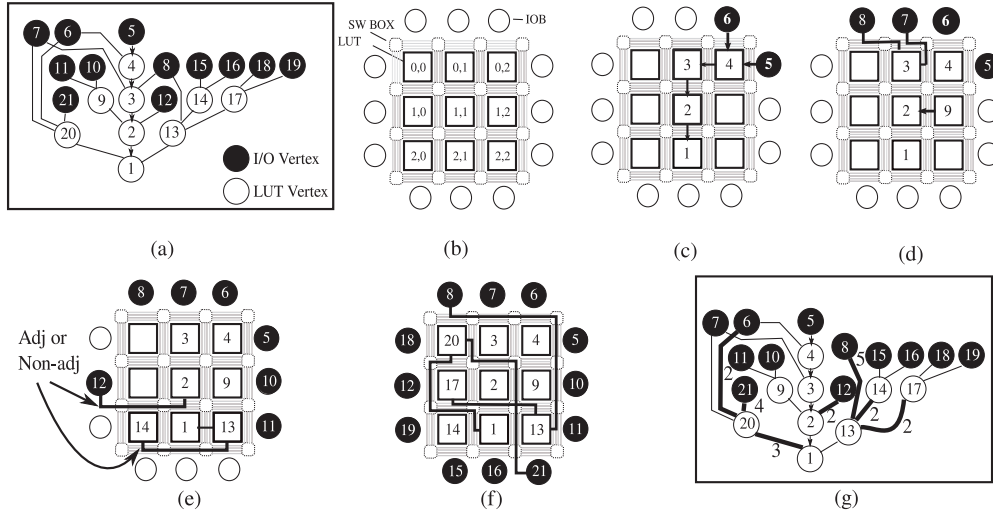 7 6 5
4
11 10 8 15 16 18 19
21 9 3 12 14 17
20 2 13
1
I/O Vertex
LUT Vertex
(a)
IOB
SW BOX
LUT
0,0 0,1 0,2
1,0 1,1 1,2
2,0 2,1 2,2
(b)
6
3 4 5
2
1
(c)
8 7 6
3 4 5
2 9
1
(d)
8 7 6
Adj or
Non-adj
3 4 5
12 2 9 10
14 1 13 11
(e)
8 7 6
18 20 3 4 5
12 17 2 9 10
19 14 1 13 11
15 16 21
(f)
7 6 5
4 8 15 16 18 19
11 10 5
2
21 9 3 12 14 17
4 2 2 2
20 2 13
3
1
(g)